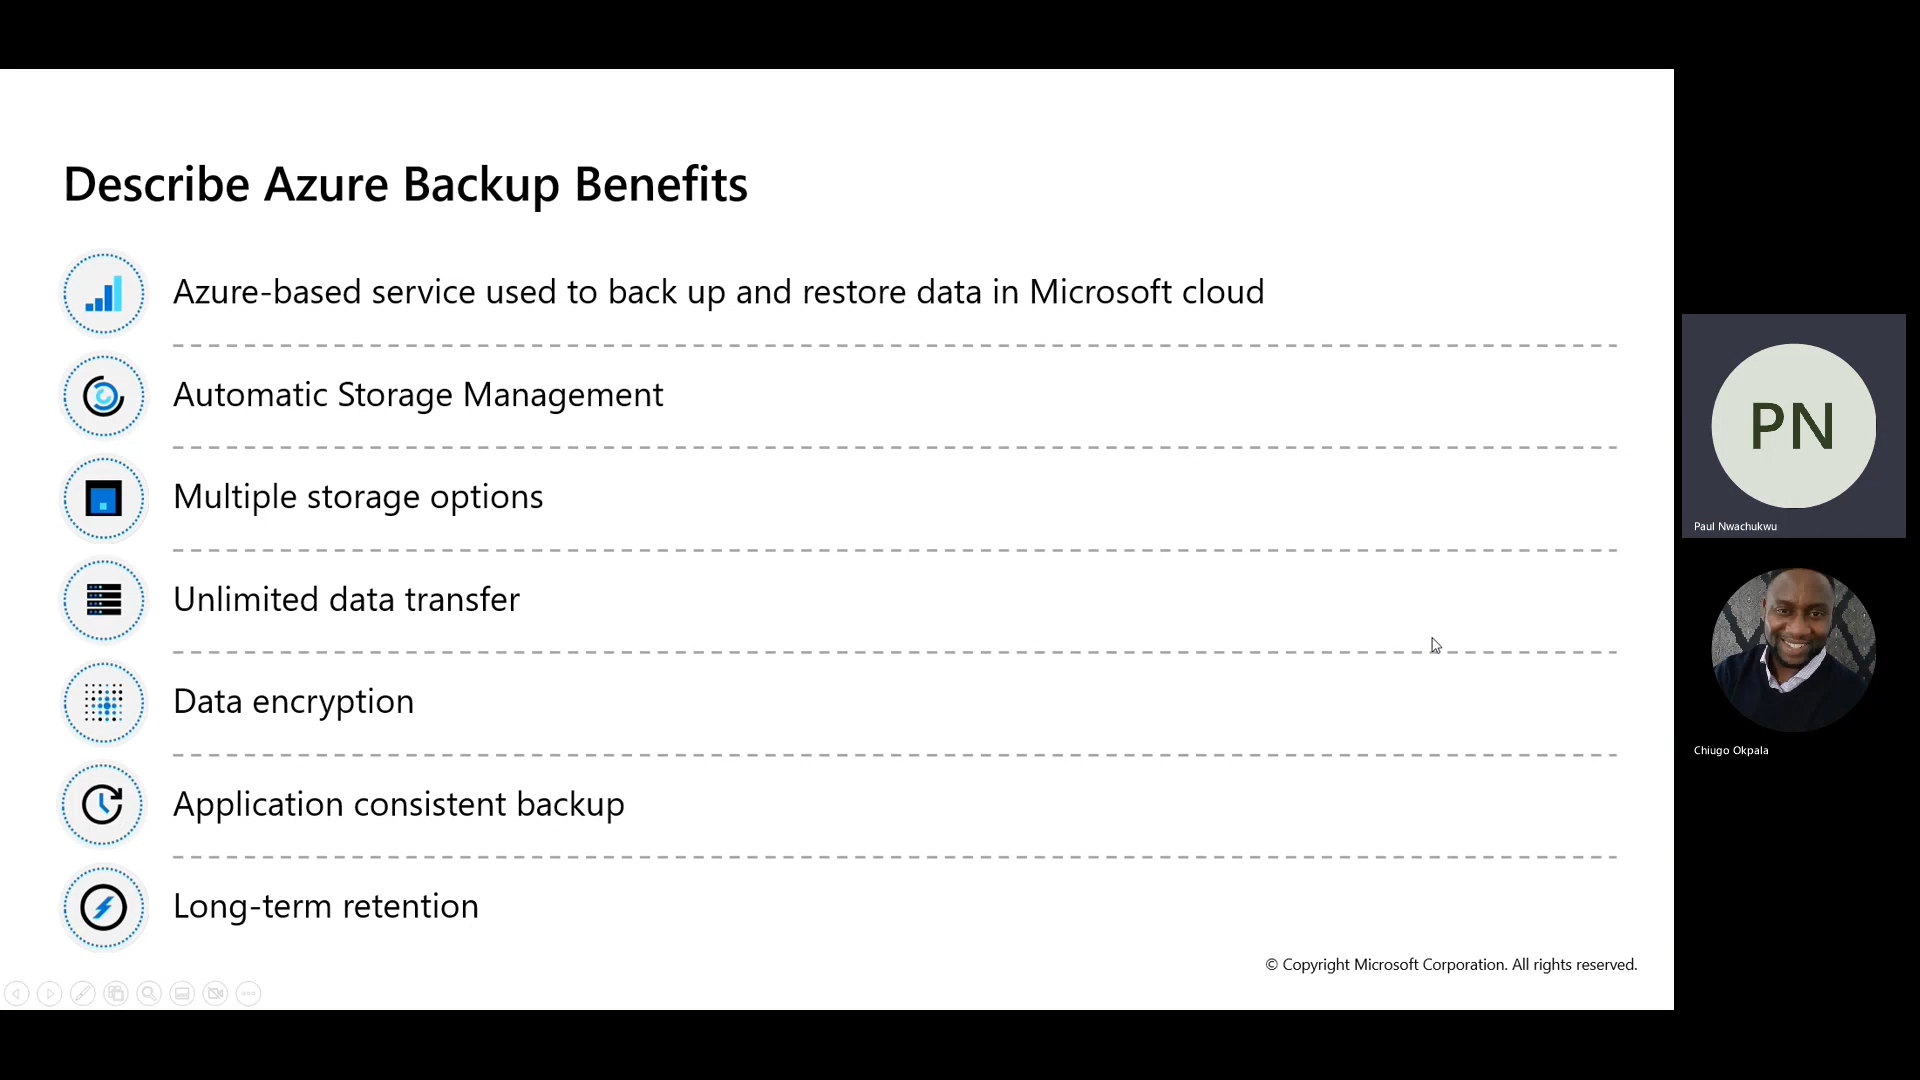 Describe Azure Backup Benefits
Azure-based service used to back up and restore data in Microsoft cloud
Automatic Storage Management
Multiple storage options
Unlimited data transfer
Data encryption
Application consistent backup
Long-term retention
© Copyright Microsoft Corporation. All rights reserved.
PN
Paul Nwachukwu
Chiugo Okpala